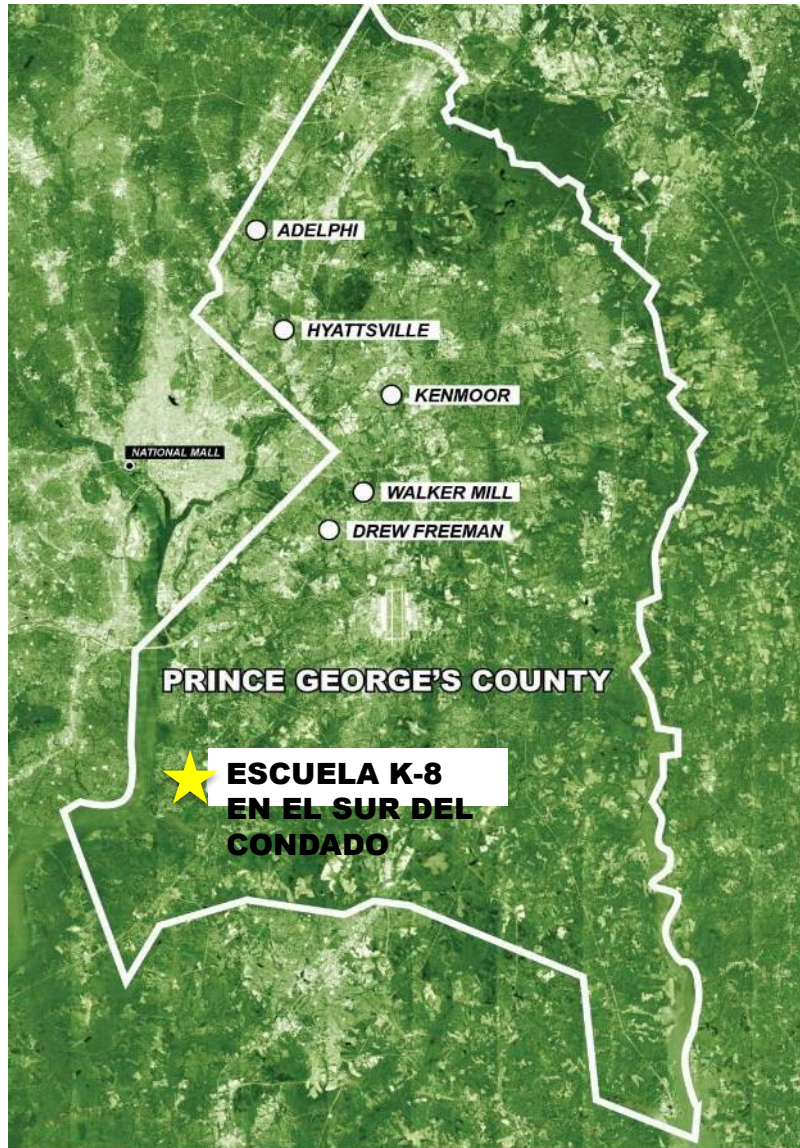 ADELPHI
HYATTSVILLE
KENMOOR
NATIONAL MALL
WALKER MILL
DREW FREEMAN
PRINCE GEORGE'S COUNTY
ESCUELA K-8
EN EL SUR DEL
CONDADO